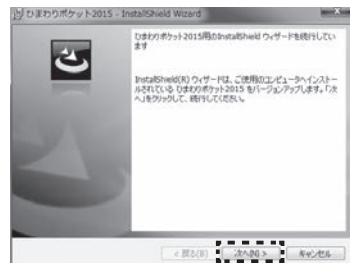 ひまわりポケット2015 - InstallShield Wizard
ひまわりポケット2015用のInstallShield ウィザードを続行してい
ます
InstallShield(R) ウィザードは、ご使用のコンピュータへインストー
ルされている ひまわりポケット2015 をバージョンアップします。「次
へ」をクリックして、続行してください。
< 戻る(B)
次へ(N) >
キャンセル